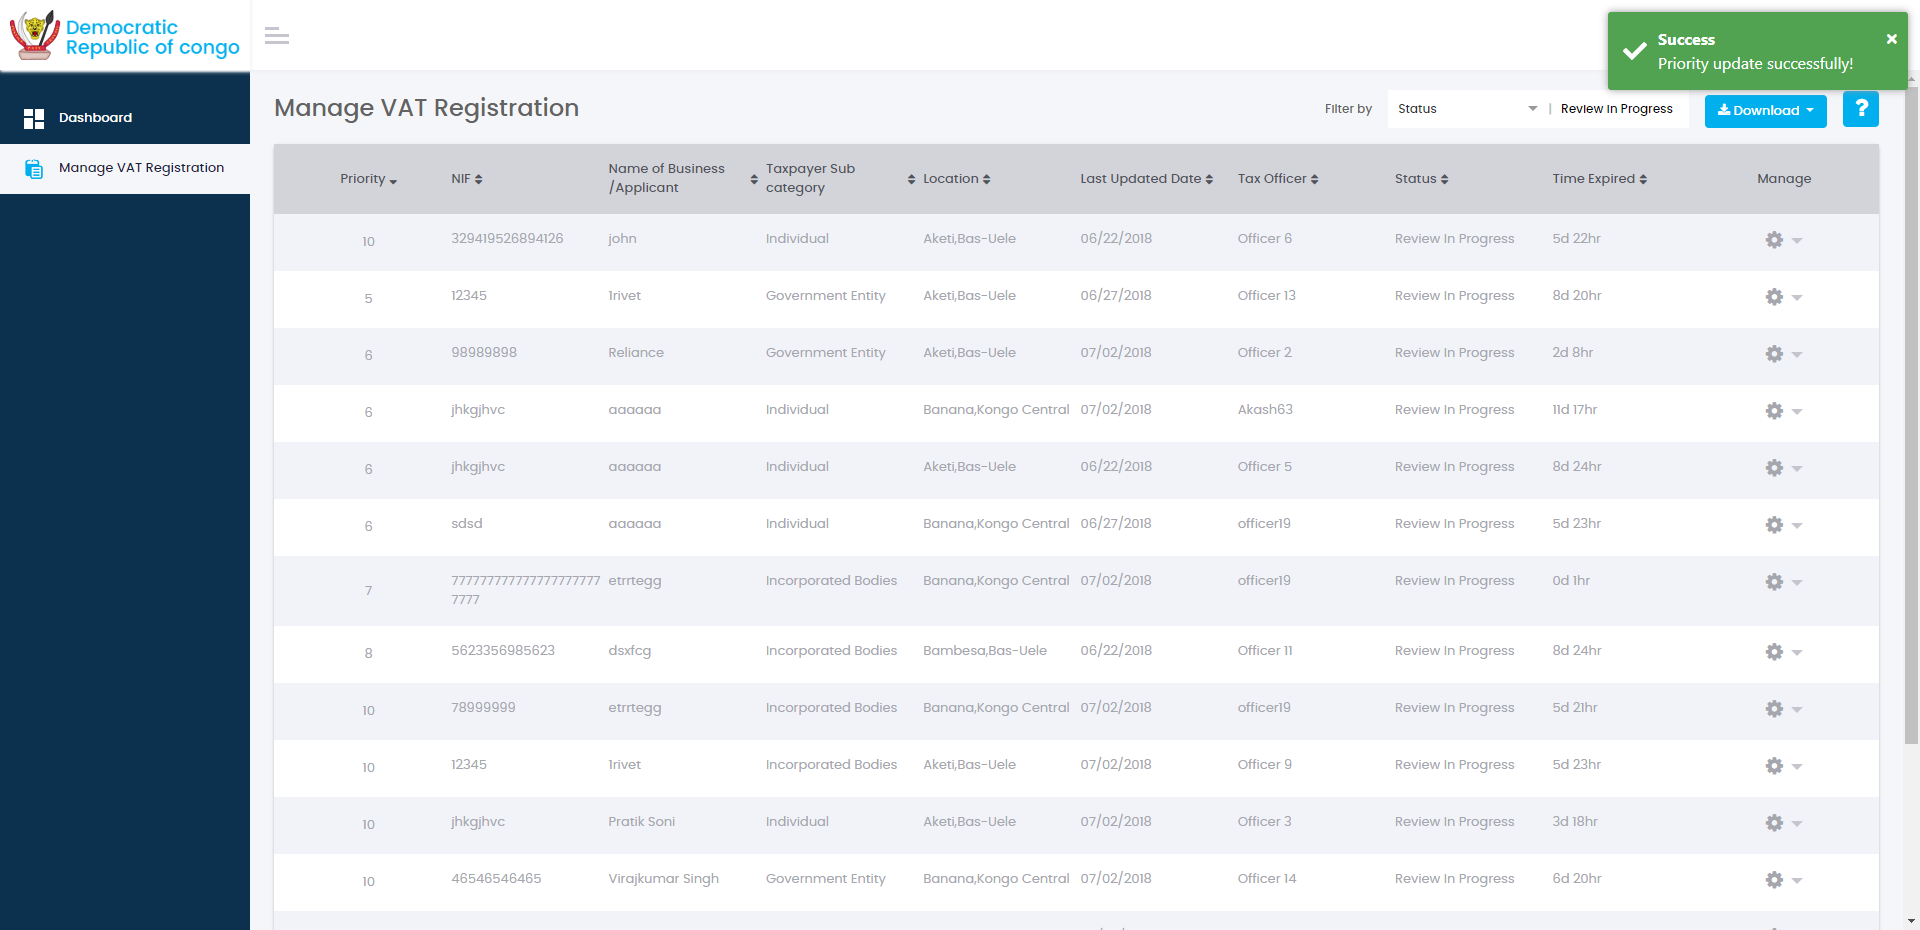 Democratic
Republic of congo
Success
Priority update successfully!
Dashboard
Manage VAT Registration
Manage VAT Registration
Filter by
Status
| Review In Progress
Download
?
Priority NIF Name of Business /Applicant Taxpayer Sub category Location Last Updated Date Tax Officer Status Time Expired Manage
10 329419526894126 john Individual Aketi,Bas-Uele 06/22/2018 Officer 6 Review In Progress 5d 22hr
5 12345 1rivet Government Entity Aketi,Bas-Uele 06/27/2018 Officer 13 Review In Progress 8d 20hr
6 98989898 Reliance Government Entity Aketi,Bas-Uele 07/02/2018 Officer 2 Review In Progress 2d 8hr
6 jhkgjhvc aaaaaa Individual Banana,Kongo Central 07/02/2018 Akash63 Review In Progress 11d 17hr
6 jhkgjhvc aaaaaa Individual Aketi,Bas-Uele 06/22/2018 Officer 5 Review In Progress 8d 24hr
6 sdsd aaaaaa Individual Banana,Kongo Central 06/27/2018 officer19 Review In Progress 5d 23hr
7 etrrtegg Incorporated Bodies Banana,Kongo Central 07/02/2018 officer19 Review In Progress 0d 1hr
7777
8 5623356985623 dsxfcg Incorporated Bodies Bambesa,Bas-Uele 06/22/2018 Officer 11 Review In Progress 8d 24hr
10 78999999 etrrtegg Incorporated Bodies Banana,Kongo Central 07/02/2018 officer19 Review In Progress 5d 21hr
10 12345 1rivet Incorporated Bodies Aketi,Bas-Uele 07/02/2018 Officer 9 Review In Progress 5d 23hr
10 jhkgjhvc Pratik Soni Individual Aketi,Bas-Uele 07/02/2018 Officer 3 Review In Progress 3d 18hr
10 46546546465 Virajkumar Singh Government Entity Banana,Kongo Central 07/02/2018 Officer 14 Review In Progress 6d 20hr